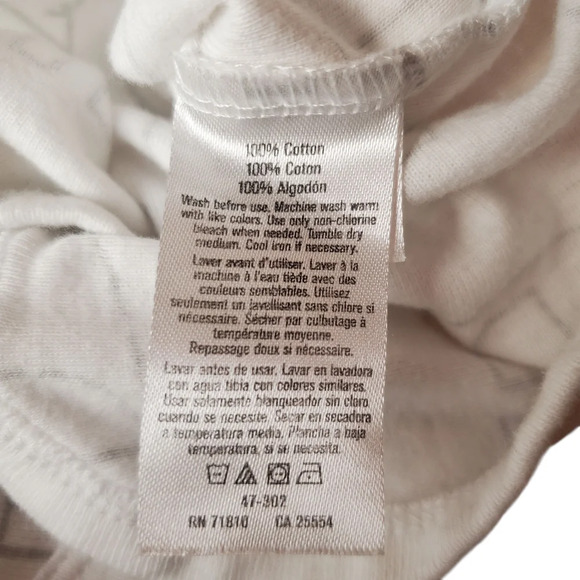 100% Cotton
100% Coton
100% Algodón
Wash before use. Machine wash warm
with like colors. Use only non-chlorine
bleach when needed. Tumble dry
medium. Cool iron if necessary.
Laver avant d'utiliser. Laver à la
machine à l'eau tiède avec des
couleurs semblables. Utilisez
seulement un javellisant sans chlore si
nécessaire. Sécher par culbutage à
température moyenne.
Repassage doux si nécessaire.
Lavar antes de usar. Lavar en lavadora
con agua tibia con colores similares.
Usar solamente blanqueador sin cloro
cuando se necesite. Secar en secadora
a temperatura media. Plancha a baja
temperatura, si se necesita.
47-302
RN 71810 CA 25554